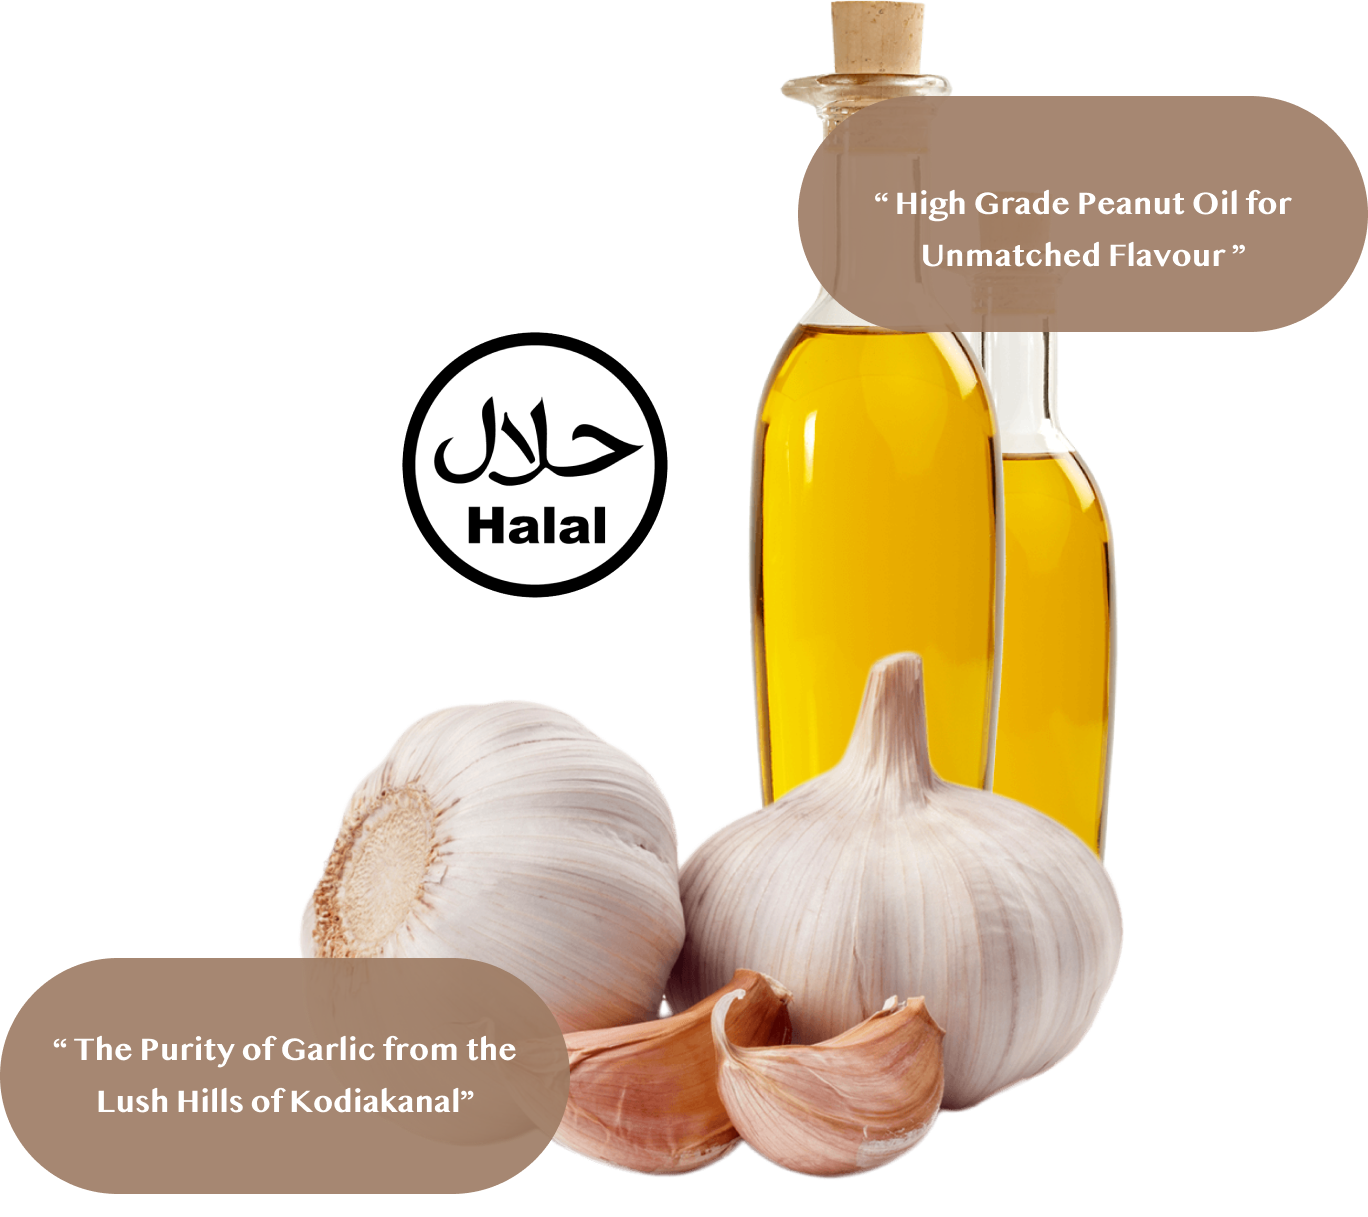 “ High Grade Peanut Oil for
Unmatched Flavour ”
حلال
Halal
“ The Purity of Garlic from the
Lush Hills of Kodiakanal”